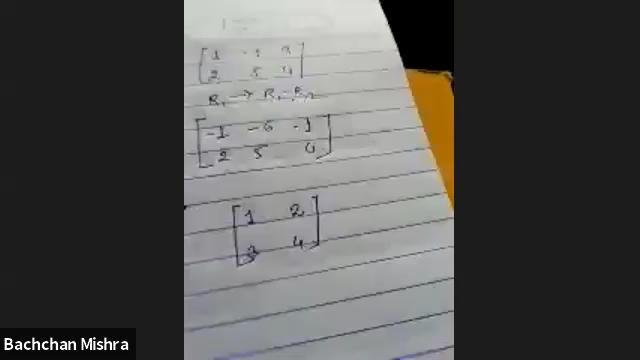 1 -1 3
2 5 4
R₁ → R₁-R₂
-1 -6 -1
2 5 4
1 2
3 4
Bachchan Mishra